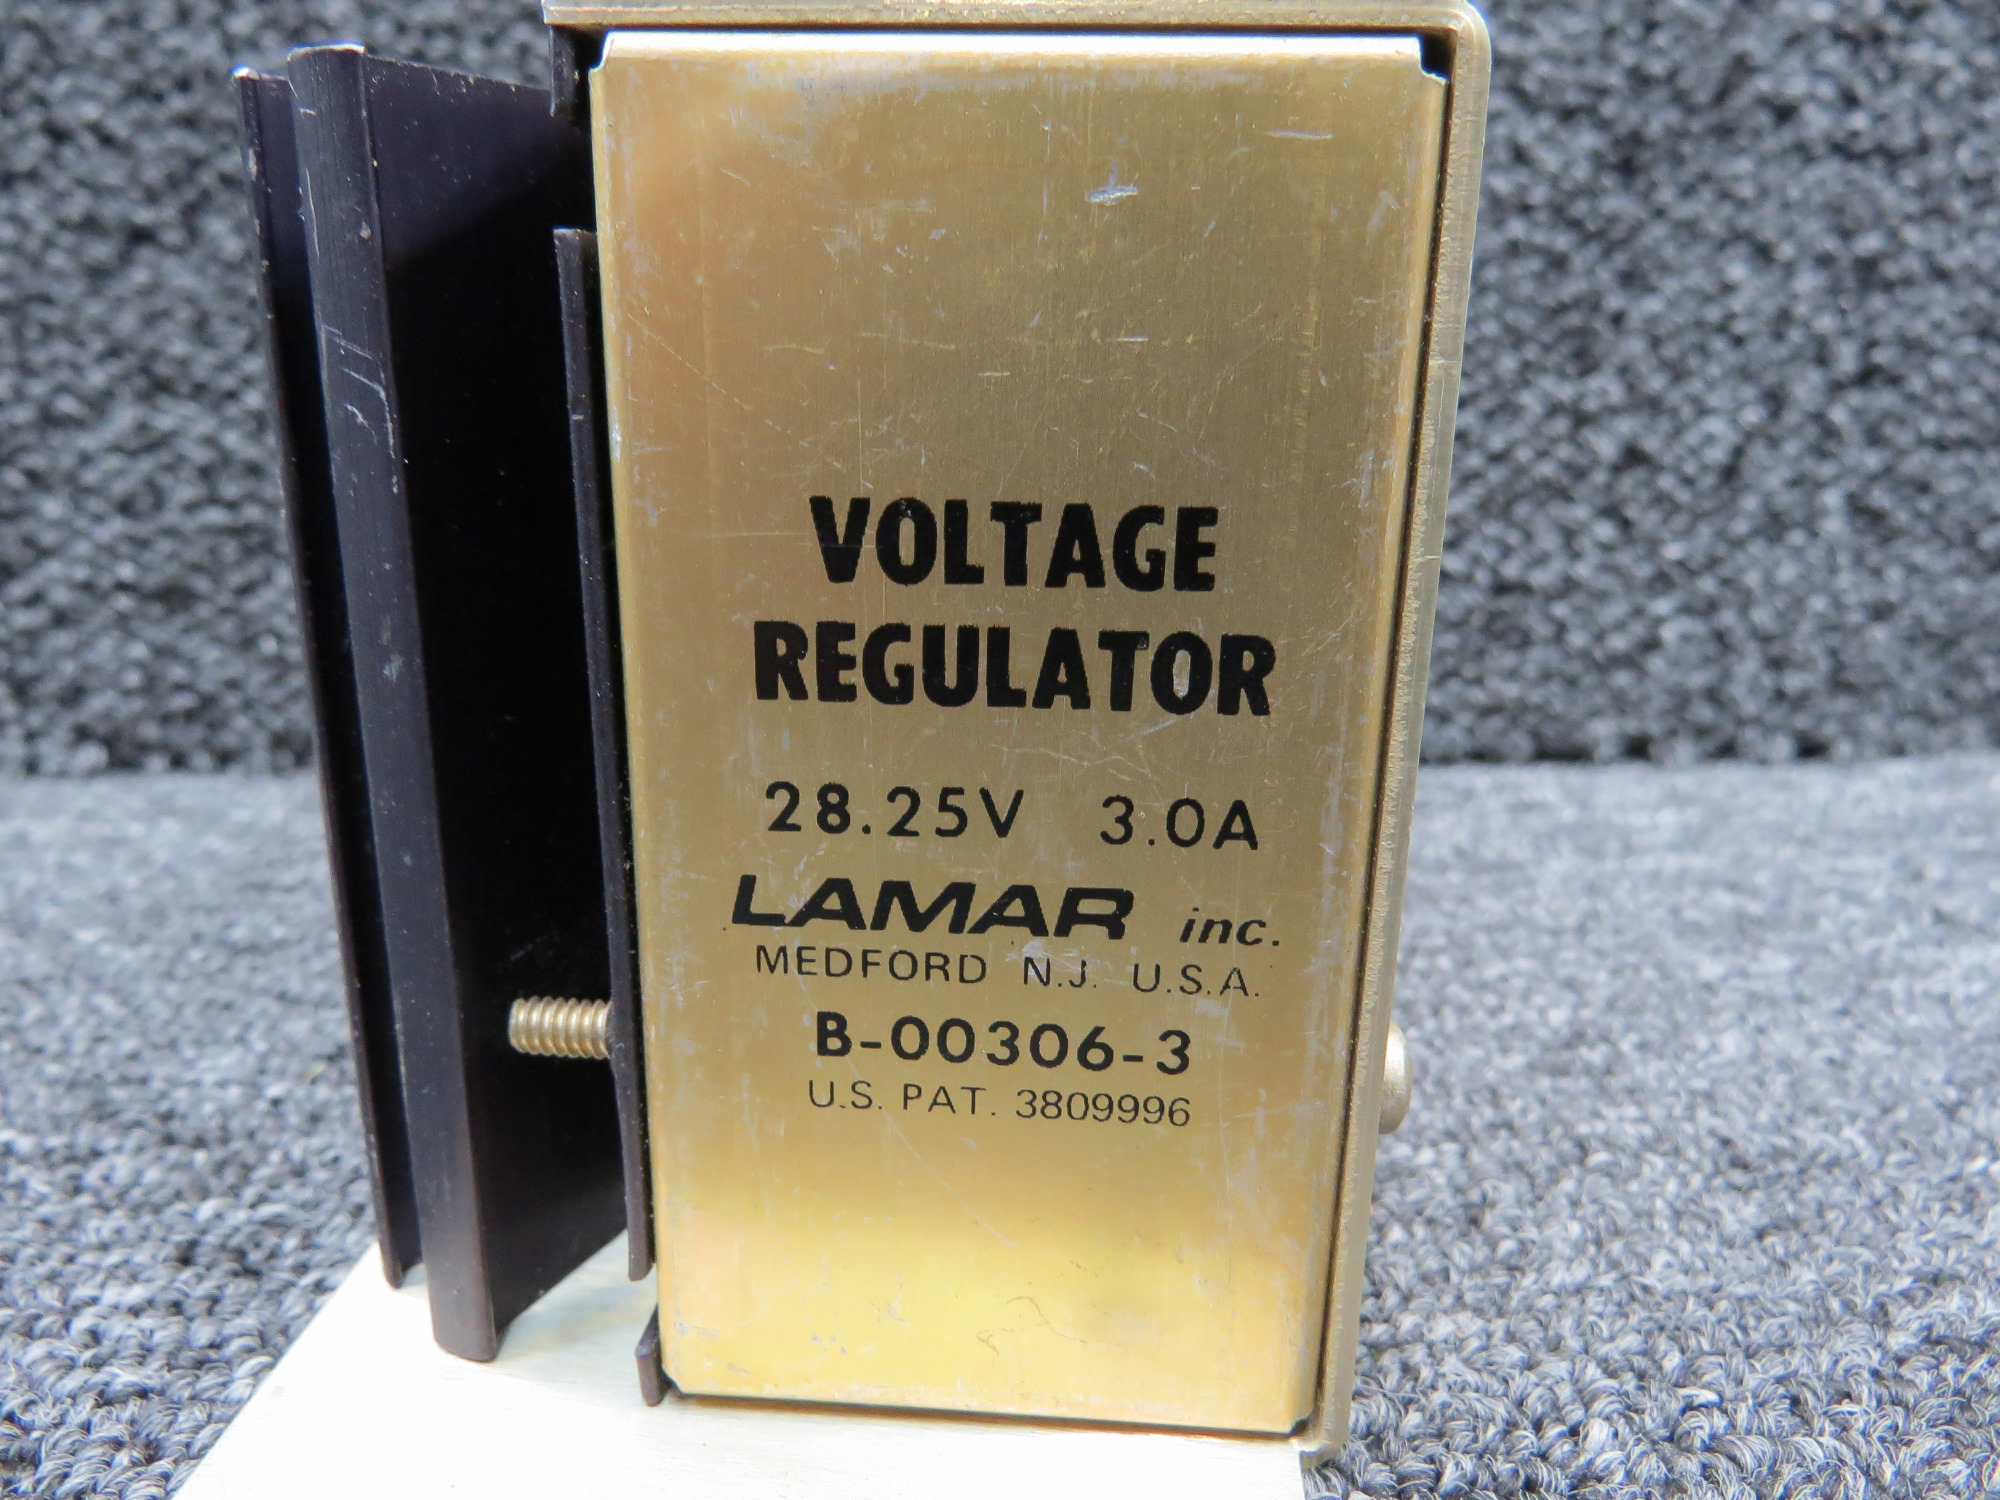 VOLTAGE
REGULATOR
28.25V 3.0A
LAMAR inc.
MEDFORD N.J. U.S.A.
B-00306-3
U.S. PAT. 3809996